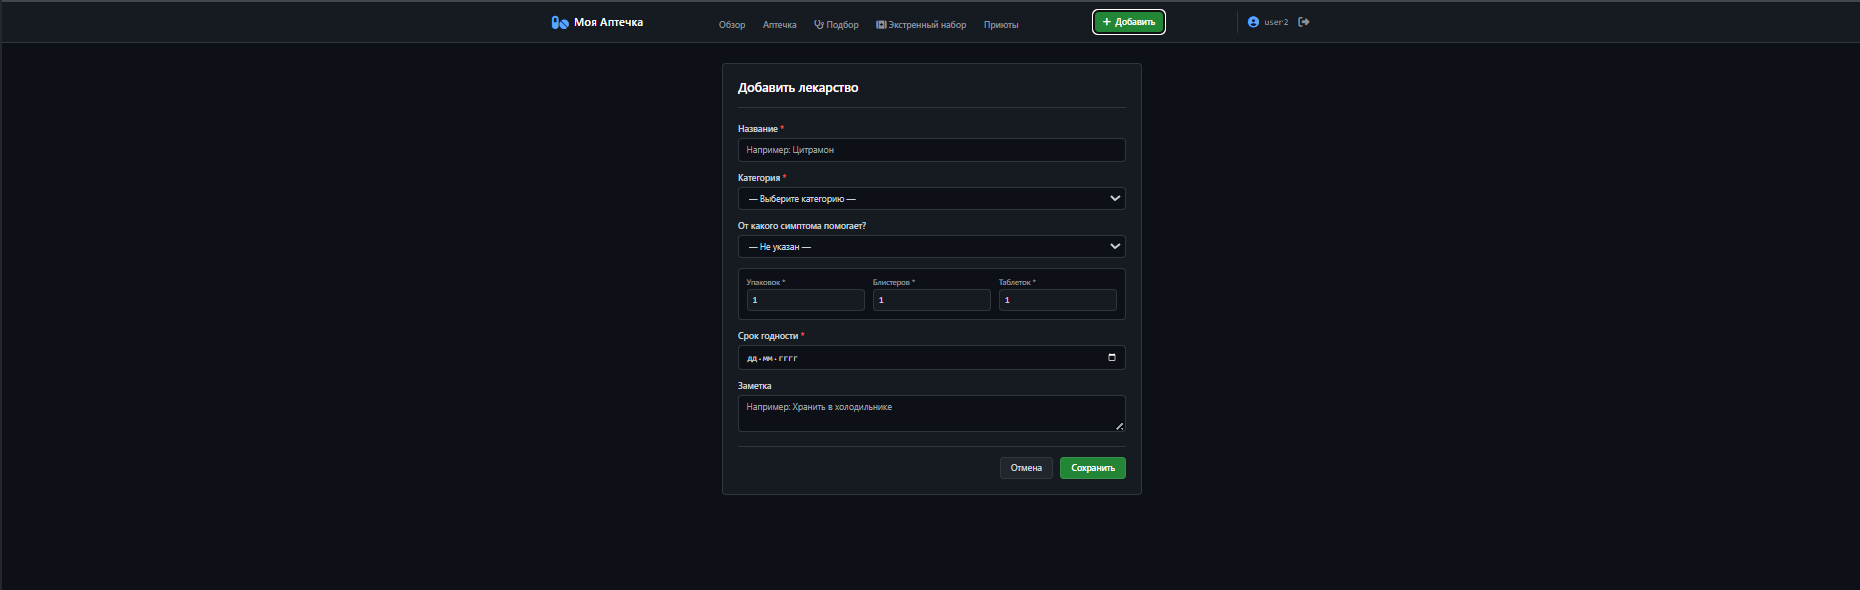 Моя Аптечка
Обзор Аптечка Подбор Экстренный набор Приюты
+ Добавить
user2
Добавить лекарство
Название *
Например: Цитрамон
Категория *
— Выберите категорию —
От какого симптома помогает?
— Не указан —
Упаковок * Блистеров * Таблеток *
1 1 1
Срок годности *
дд.мм.гггг
Заметка
Например: Хранить в холодильнике
Отмена Сохранить